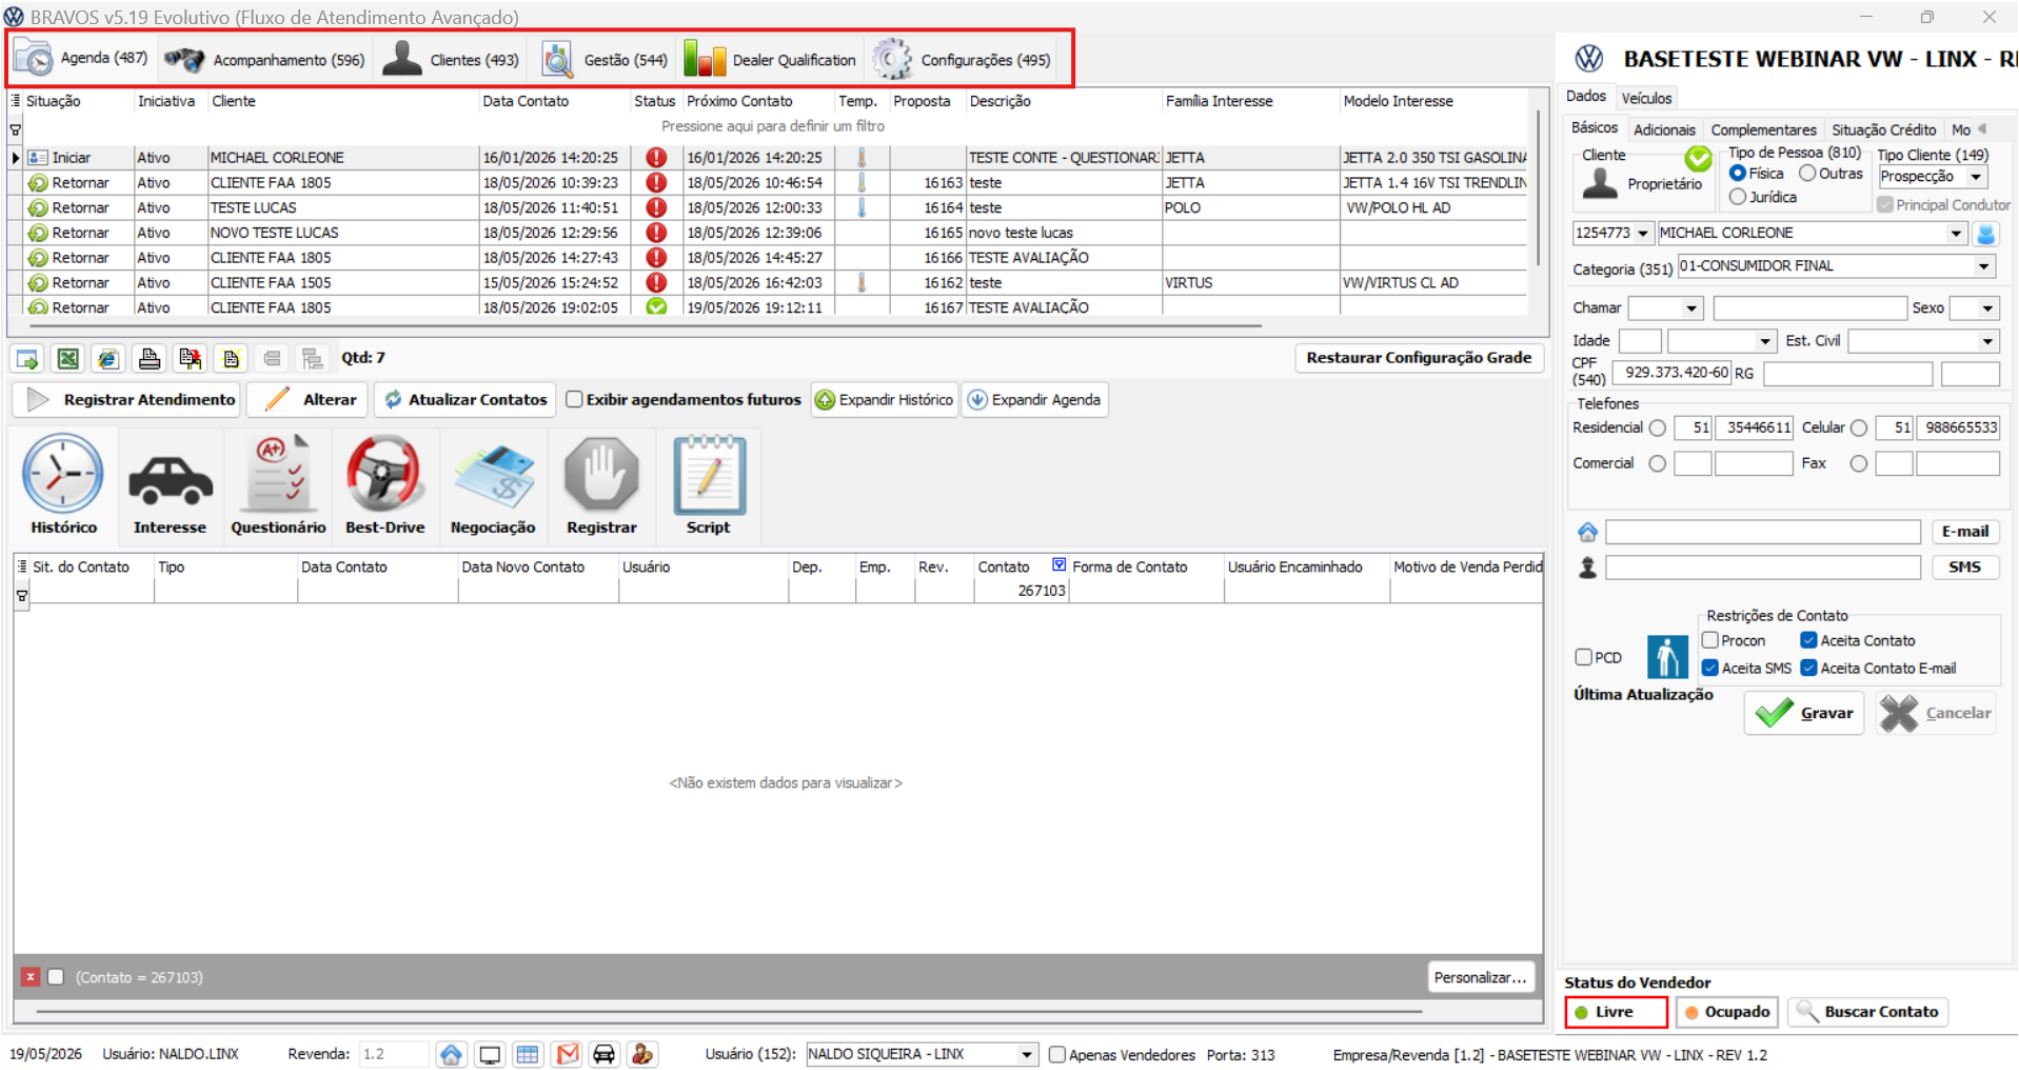 BRAVOS v5.19 Evolutivo (Fluxo de Atendimento Avançado)
Agenda (487) Acompanhamento (596) Clientes (493) Gestão (544) Dealer Qualification Configurações (495)
Situação Iniciativa Cliente Data Contato Status Próximo Contato Temp. Proposta Descrição Família Interesse Modelo Interesse
Pressione aqui para definir um filtro
Iniciar Ativo MICHAEL CORLEONE 16/01/2026 14:20:25 16/01/2026 14:20:25 TESTE CONTE - QUESTIONARI JETTA JETTA 2.0 350 TSI GASOLINA
Retornar Ativo CLIENTE FAA 1805 18/05/2026 10:39:23 18/05/2026 10:46:54 16163 teste JETTA JETTA 1.4 16V TSI TRENDLIN
Retornar Ativo TESTE LUCAS 18/05/2026 11:40:51 18/05/2026 12:00:33 16164 teste POLO VW/POLO HL AD
Retornar Ativo NOVO TESTE LUCAS 18/05/2026 12:29:56 18/05/2026 12:39:06 16165 novo teste lucas
Retornar Ativo CLIENTE FAA 1805 18/05/2026 14:27:43 18/05/2026 14:45:27 16166 TESTE AVALIAÇÃO
Retornar Ativo CLIENTE FAA 1505 15/05/2026 15:24:52 18/05/2026 16:42:03 16162 teste VIRTUS VW/VIRTUS CL AD
Retornar Ativo CLIENTE FAA 1805 18/05/2026 19:02:05 19/05/2026 19:12:11 16167 TESTE AVALIAÇÃO
Qtd: 7 Restaurar Configuração Grade
Registrar Atendimento Alterar Atualizar Contatos Exibir agendamentos futuros Expandir Histórico Expandir Agenda
A+
Histórico Interesse Questionário Best-Drive Negociação Registrar Script
Sit. do Contato Tipo Data Contato Data Novo Contato Usuário Dep. Emp. Rev. Contato Forma de Contato Usuário Encaminhado Motivo de Venda Perdid
267103
<Não existem dados para visualizar>
(Contato = 267103) Personalizar...
BASETESTE WEBINAR VW - LINX - RE
Dados Veículos
Básicos Adicionais Complementares Situação Crédito Mo
Cliente Tipo de Pessoa (810) Tipo Cliente (149)
Proprietário Física Outras Prospecção
Jurídica Principal Condutor
1254773 MICHAEL CORLEONE
Categoria (351) 01-CONSUMIDOR FINAL
Chamar Sexo
Idade Est. Civil
CPF (540) 929.373.420-60 RG
Telefones
Residencial 51 35446611 Celular 51 988665533
Comercial Fax
E-mail
SMS
Restrições de Contato
Procon Aceita Contato
PCD Aceita SMS Aceita Contato E-mail
Última Atualização
Gravar Cancelar
Status do Vendedor
Livre Ocupado Buscar Contato
19/05/2026 Usuário: NALDO.LINX Revenda: 1.2 Usuário (152): NALDO SIQUEIRA - LINX Apenas Vendedores Porta: 313 Empresa/Revenda [1.2] - BASETESTE WEBINAR VW - LINX - REV 1.2